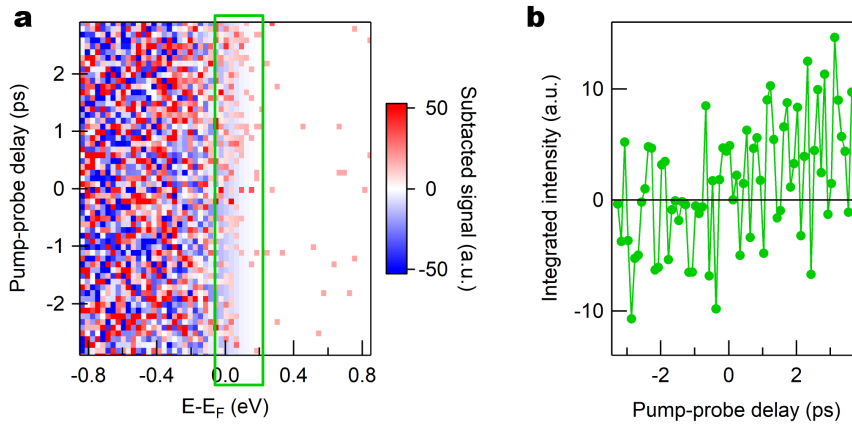 a
Pump-probe delay (ps)
2
1
0
-1
-2
-0.8
-0.4
0.0
0.4
0.8
E-EF (eV)
50
0
-50
Subtacted signal (a.u.)
b
Integrated intensity (a.u.)
10
0
-10
-2
0
2
Pump-probe delay (ps)